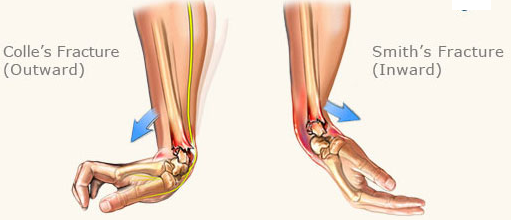 Colle's Fracture
(Outward)
Smith's Fracture
(Inward)